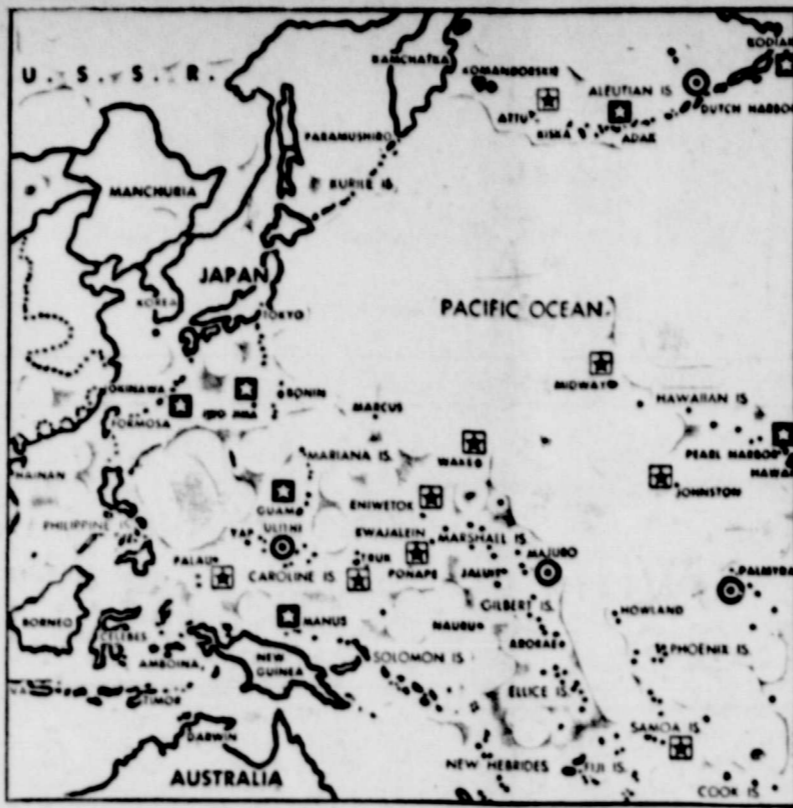 U. S. S. R.
KAMCHATKA
KOMANDORSKIE
KODIAK
ALEUTIAN IS.
DUTCH HARBOR
ATTU
KISKA
ADAK
PARAMUSHIRO
KURILE IS.
MANCHURIA
JAPAN
KOREA
TOKYO
PACIFIC OCEAN
MIDWAY
OKINAWA
IWO JIMA
BONIN
MARCUS
HAWAIIAN IS.
FORMOSA
PEARL HARBOR
HAWAII
MARIANA IS.
WAKE
HAINAN
JOHNSTON
GUAM
ENIWETOK
PHILIPPINE IS.
YAP
ULITHI
KWAJALEIN
MARSHALL IS.
MAJURO
PALAU
TRUK
PONAPE
JALUIT
PALMYRA
CAROLINE IS.
GILBERT IS.
HOWLAND
BORNEO
CELEBES
MANUS
NAURU
ABORAE
PHOENIX IS.
AMBOINA
NEW
GUINEA
SOLOMON IS.
ELLICE IS.
VA
TIMOR
DARWIN
SAMOA IS.
AUSTRALIA
NEW HEBRIDES
FIJI IS.
COOK IS.